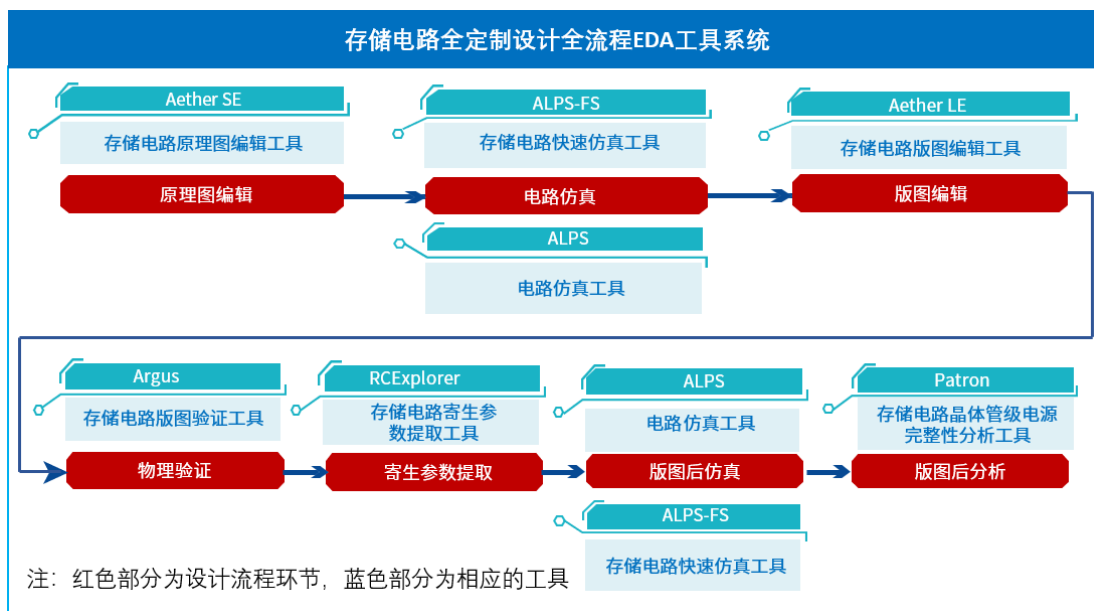 存储电路全定制设计全流程EDA工具系统
Aether SE
存储电路原理图编辑工具
原理图编辑
ALPS-FS
存储电路快速仿真工具
电路仿真
ALPS
电路仿真工具
Aether LE
存储电路版图编辑工具
版图编辑
Argus
存储电路版图验证工具
物理验证
RCExplorer
存储电路寄生参
数提取工具
寄生参数提取
ALPS
电路仿真工具
版图后仿真
ALPS-FS
存储电路快速仿真工具
Patron
存储电路晶体管级电源
完整性分析工具
版图后分析
注：红色部分为设计流程环节，蓝色部分为相应的工具